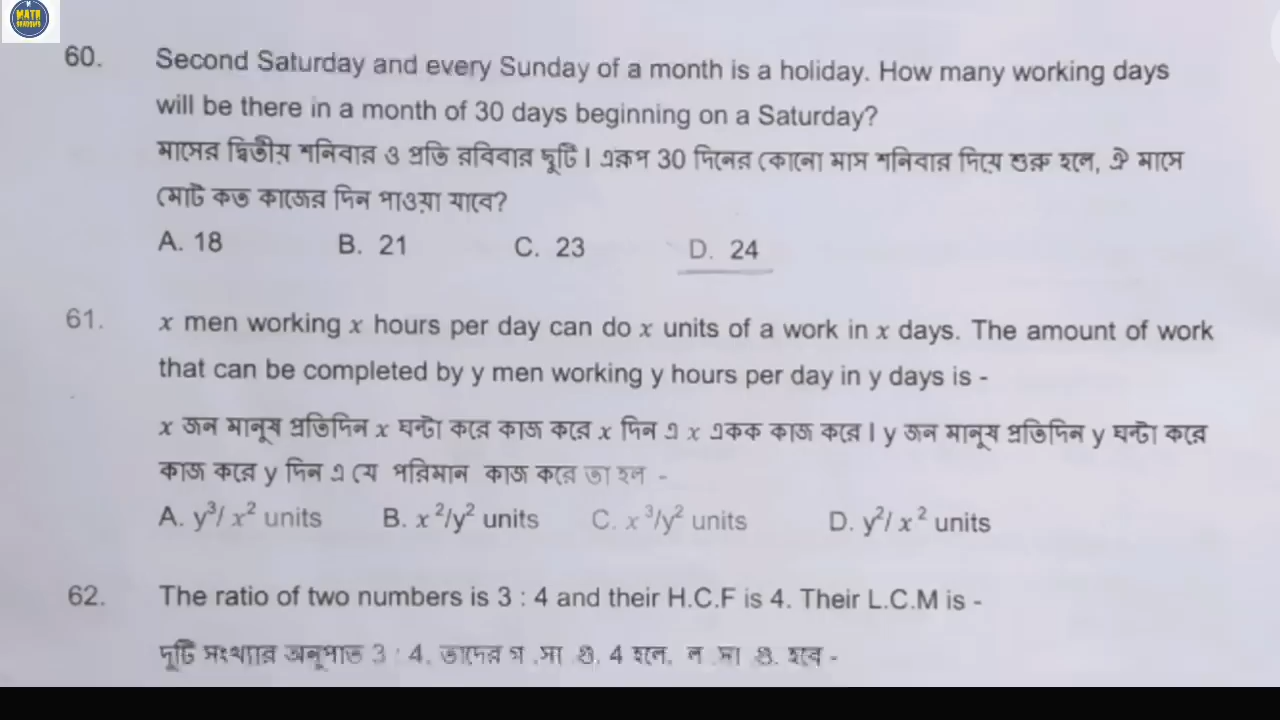 MATH
60. Second Saturday and every Sunday of a month is a holiday. How many working days
will be there in a month of 30 days beginning on a Saturday?
মাসের দ্বিতীয় শনিবার ও প্রতি রবিবার দুটি। এরূপ 30 দিনের কোনো মাস শনিবার দিয়ে শুরু হলে, ঐ মাসে
মোট কত কাজের দিন পাওয়া যাবে?
A. 18 B. 21 C. 23 D. 24
61. x men working x hours per day can do x units of a work in x days. The amount of work
that can be completed by y men working y hours per day in y days is -
x জন মানুষ প্রতিদিন x ঘন্টা করে কাজ করে x দিন এ x একক কাজ করে। y জন মানুষ প্রতিদিন y ঘন্টা করে
কাজ করে y দিন এ যে পরিমান কাজ করে তা হল -
A. y³/ x² units B. x ²/y² units C. x ³/y² units D. y²/ x ² units
62. The ratio of two numbers is 3 : 4 and their H.C.F is 4. Their L.C.M is -
দুটি সংখ্যার অনুপাত 3 : 4. তাদের গ .সা .গু. 4 হলে. ল .সা .গু. হবে -